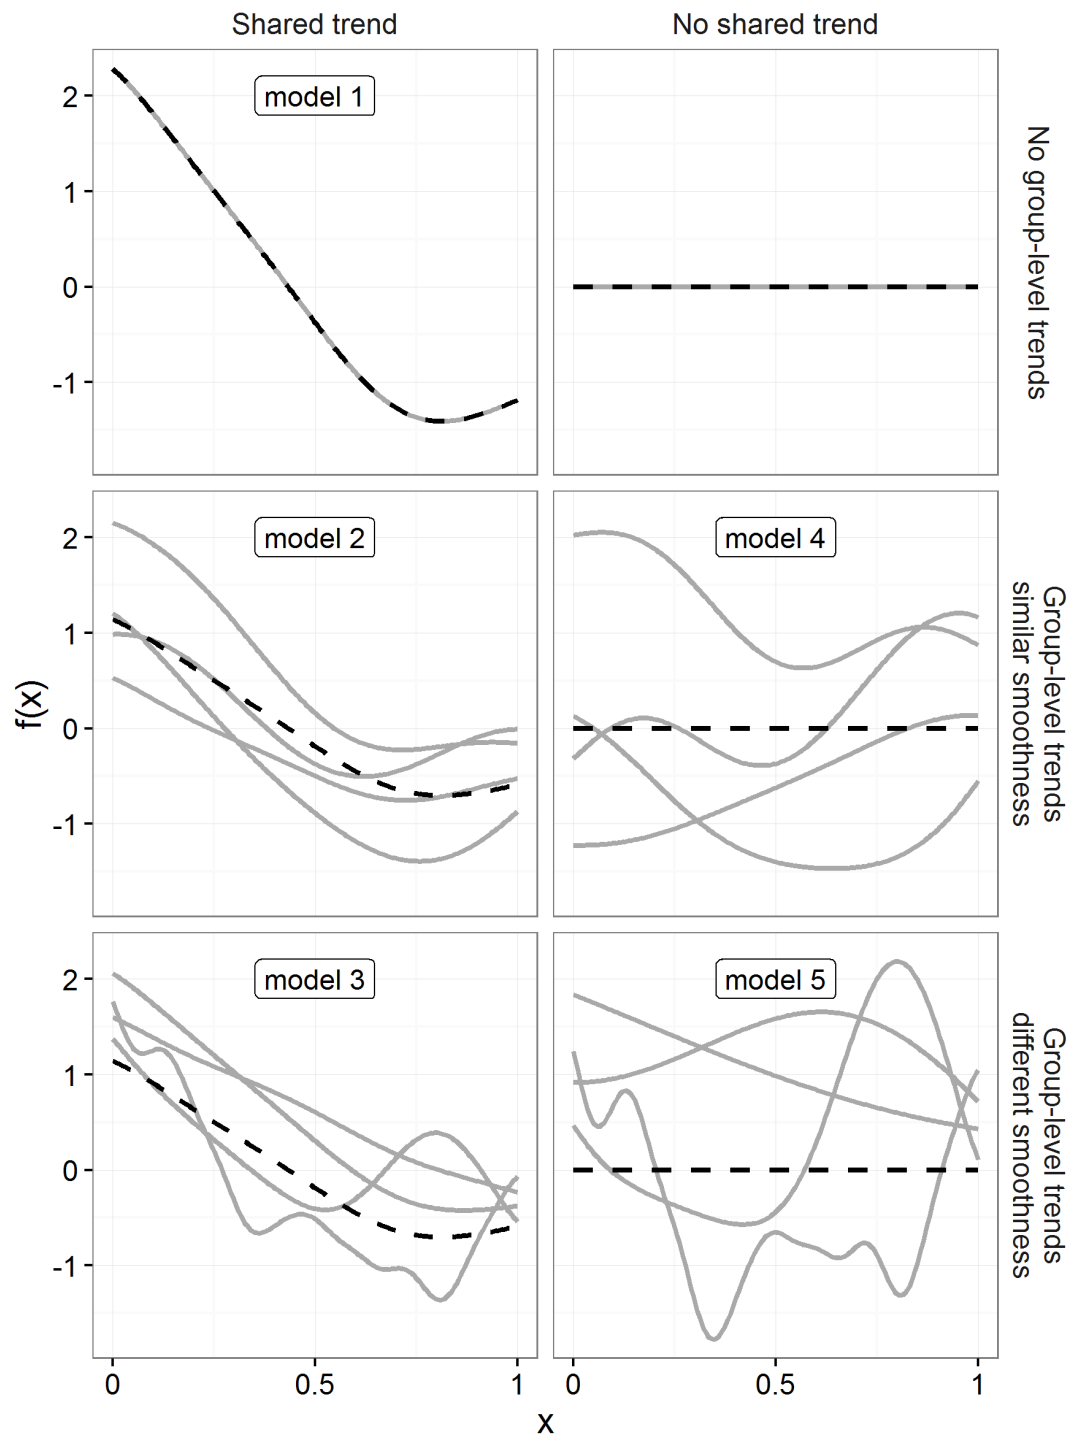 Shared trend
No shared trend
2
1
0
-1
model 1
No group-level trends
f(x)
2
1
0
-1
model 2
model 4
Group-level trends
similar smoothness
2
1
0
-1
model 3
model 5
Group-level trends
different smoothness
0
0.5
1
0
0.5
1
x